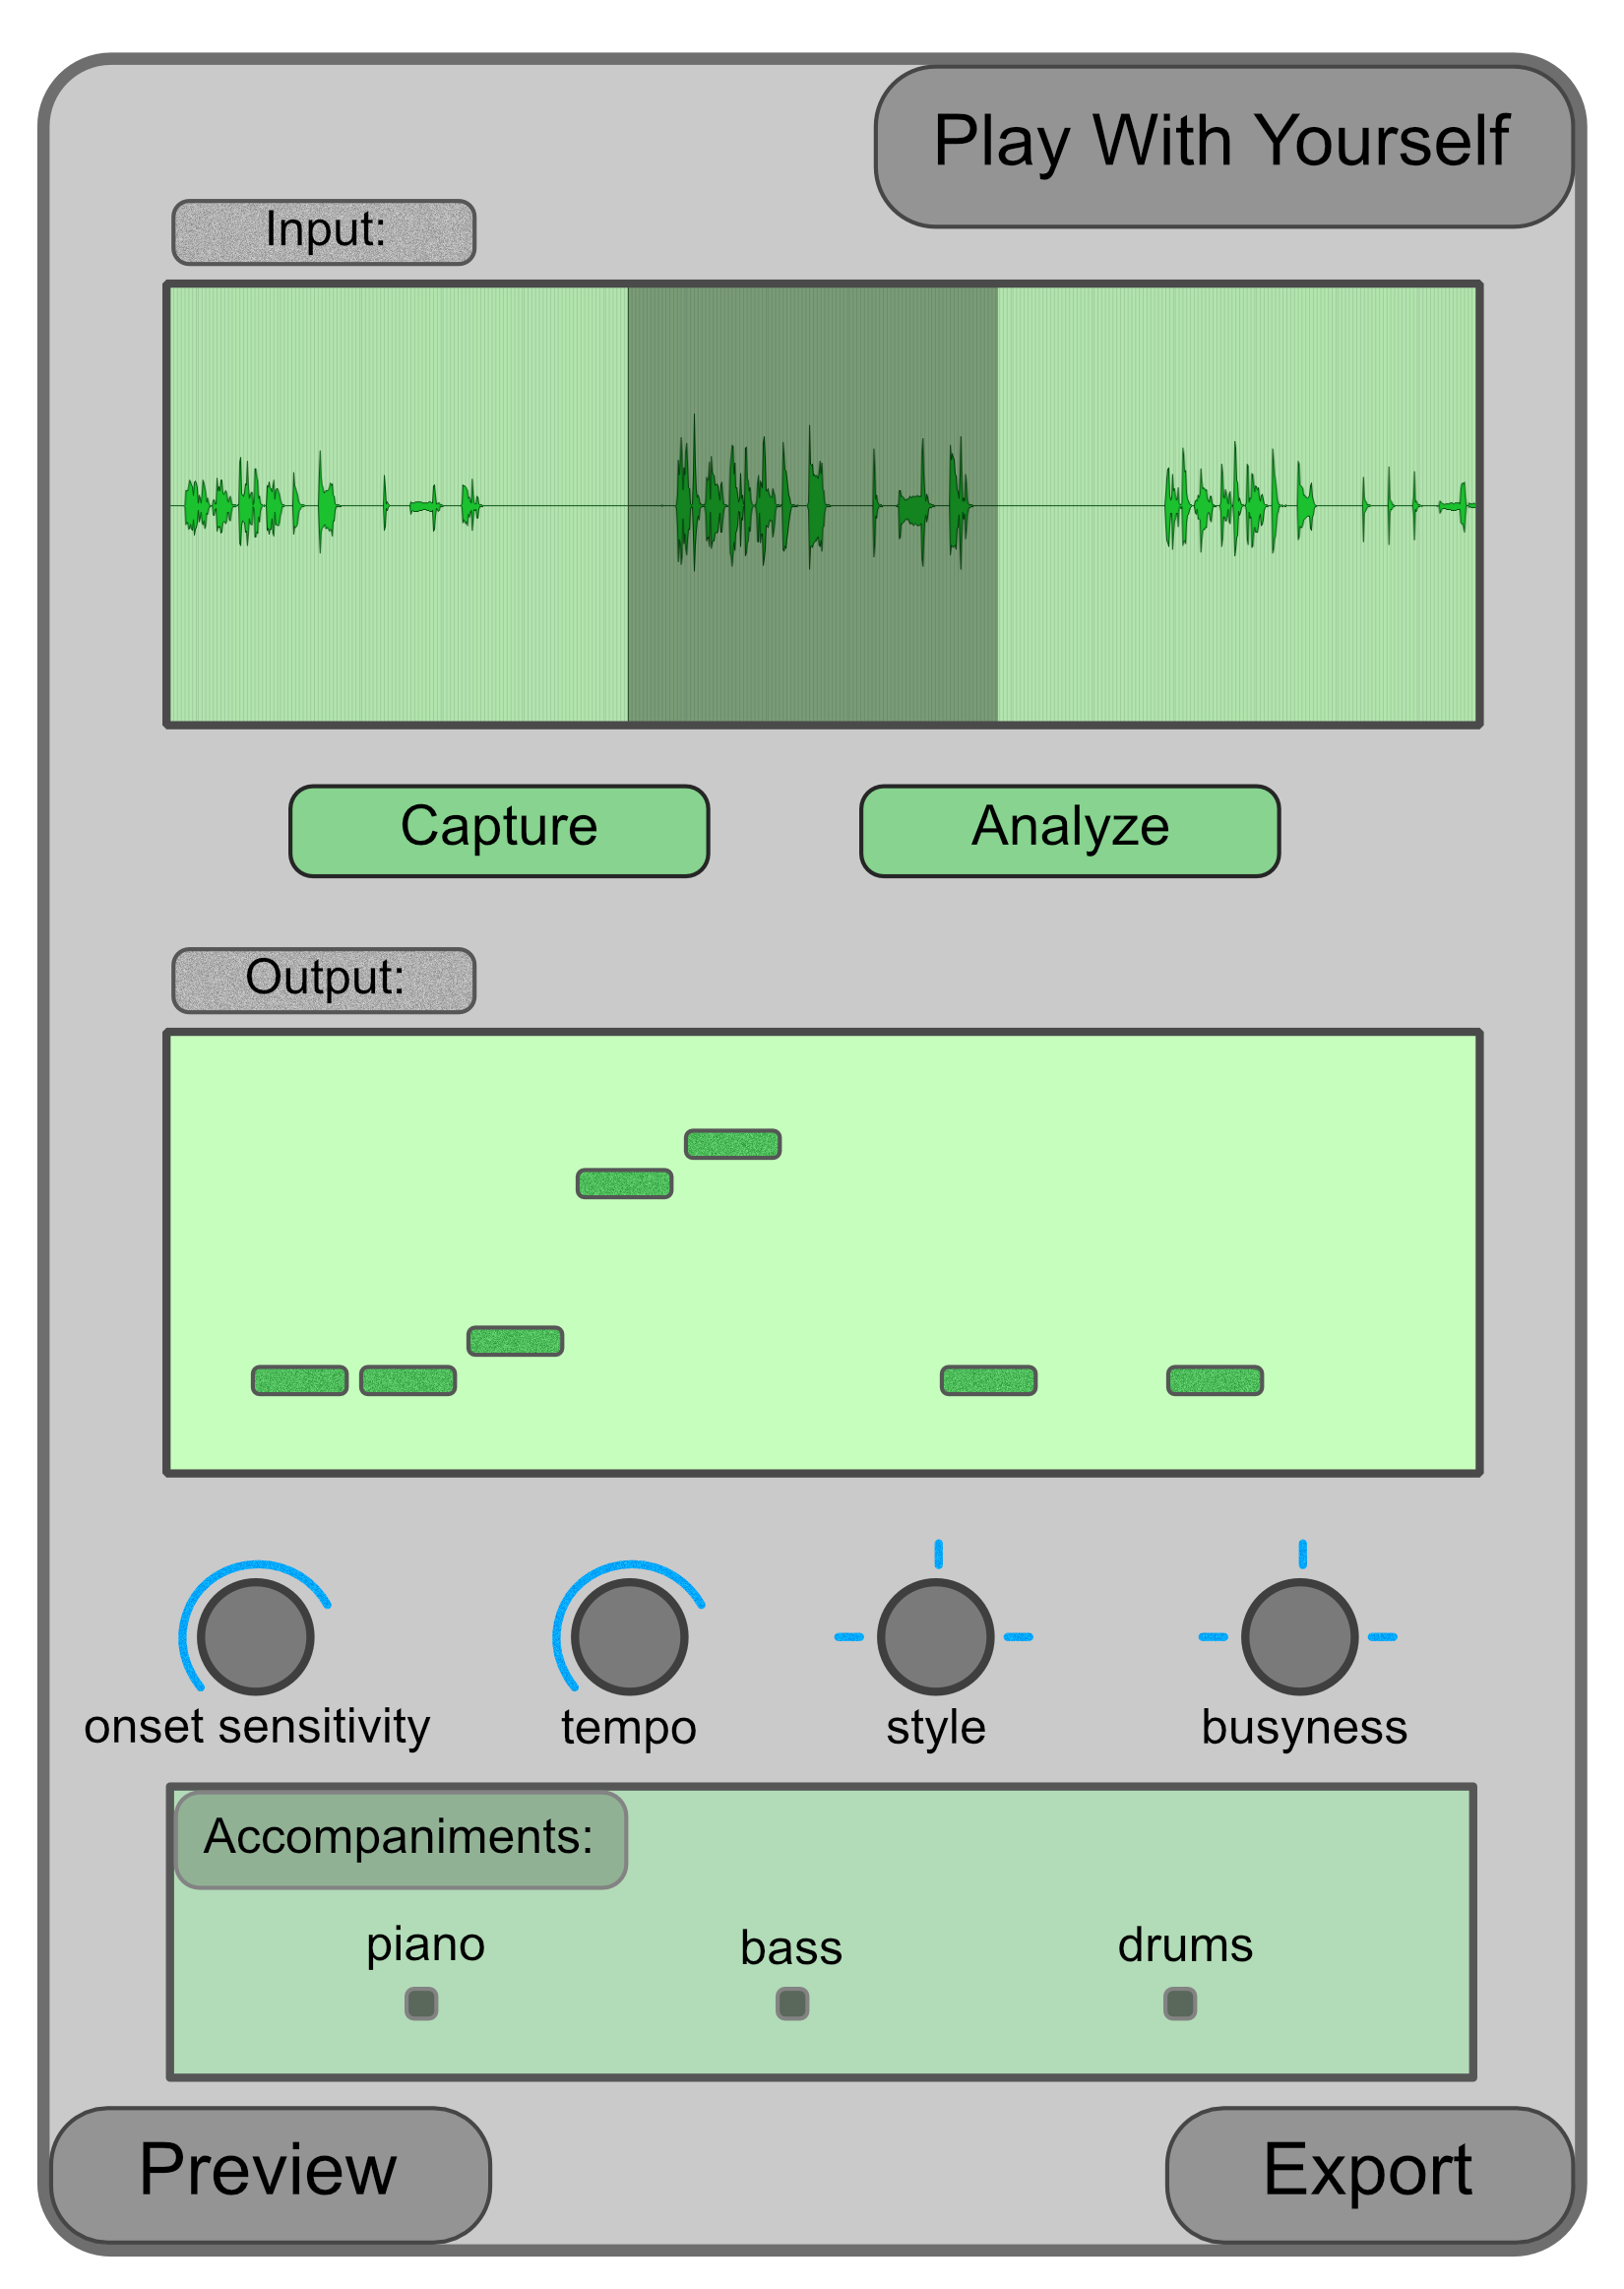 Play With Yourself
Input:
Capture
Analyze
Output:
onset sensitivity
tempo
style
busyness
Accompaniments:
piano
bass
drums
Preview
Export